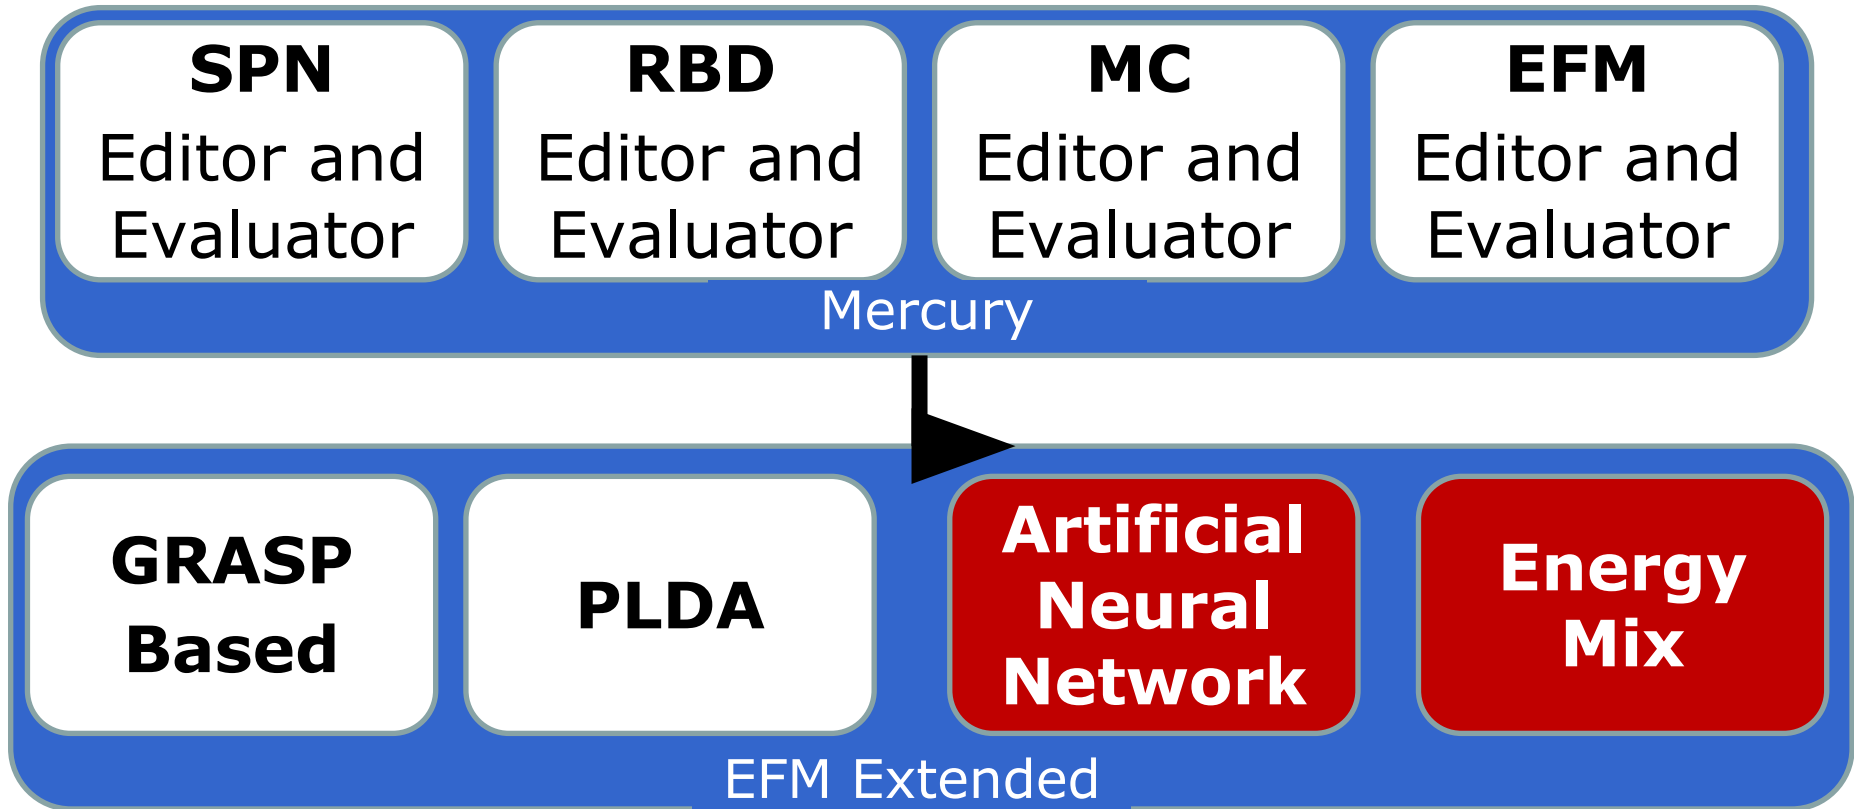 SPN
Editor and
Evaluator
RBD
Editor and
Evaluator
MC
Editor and
Evaluator
EFM
Editor and
Evaluator
Mercury
GRASP
Based
PLDA
Artificial
Neural
Network
Energy
Mix
EFM Extended